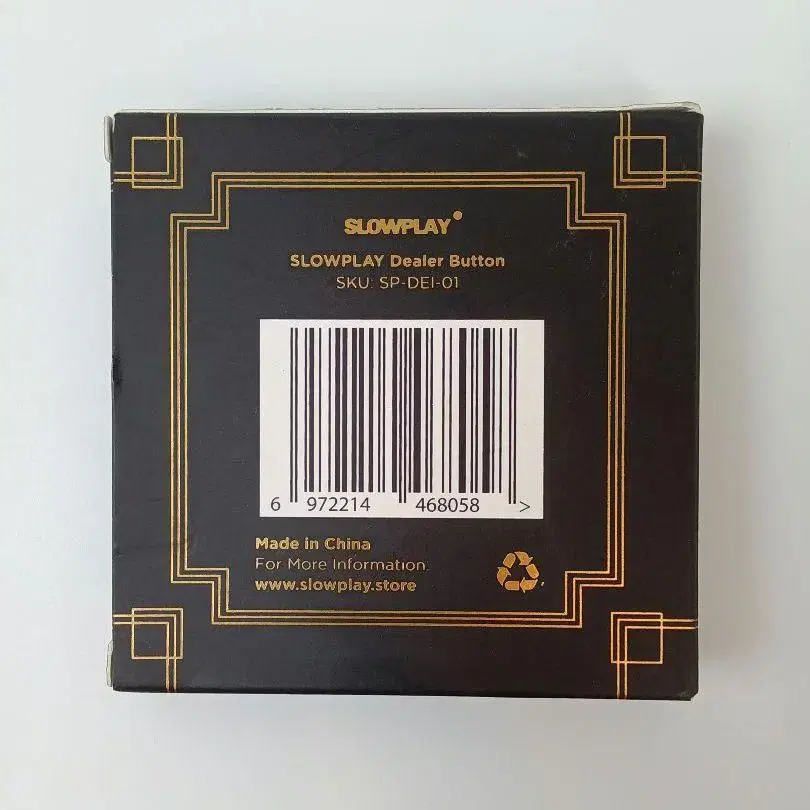 SLOWPLAY
SLOWPLAY Dealer Button
SKU: SP-DEI-01
6 972214 468058 >
Made in China
For More Information:
www.slowplay.store